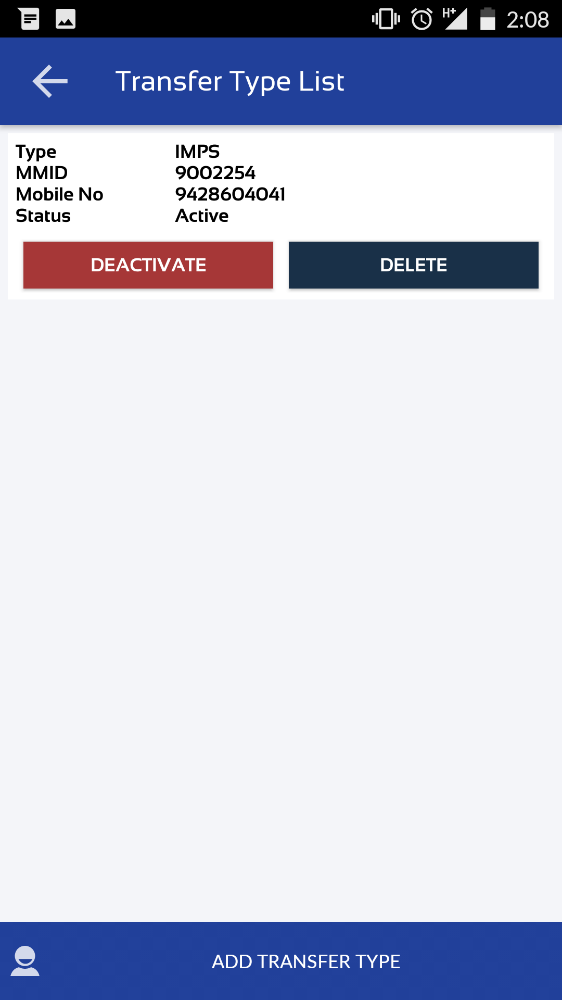 H+ 2:08
Transfer Type List
Type IMPS
MMID 9002254
Mobile No 9428604041
Status Active
DEACTIVATE DELETE
ADD TRANSFER TYPE